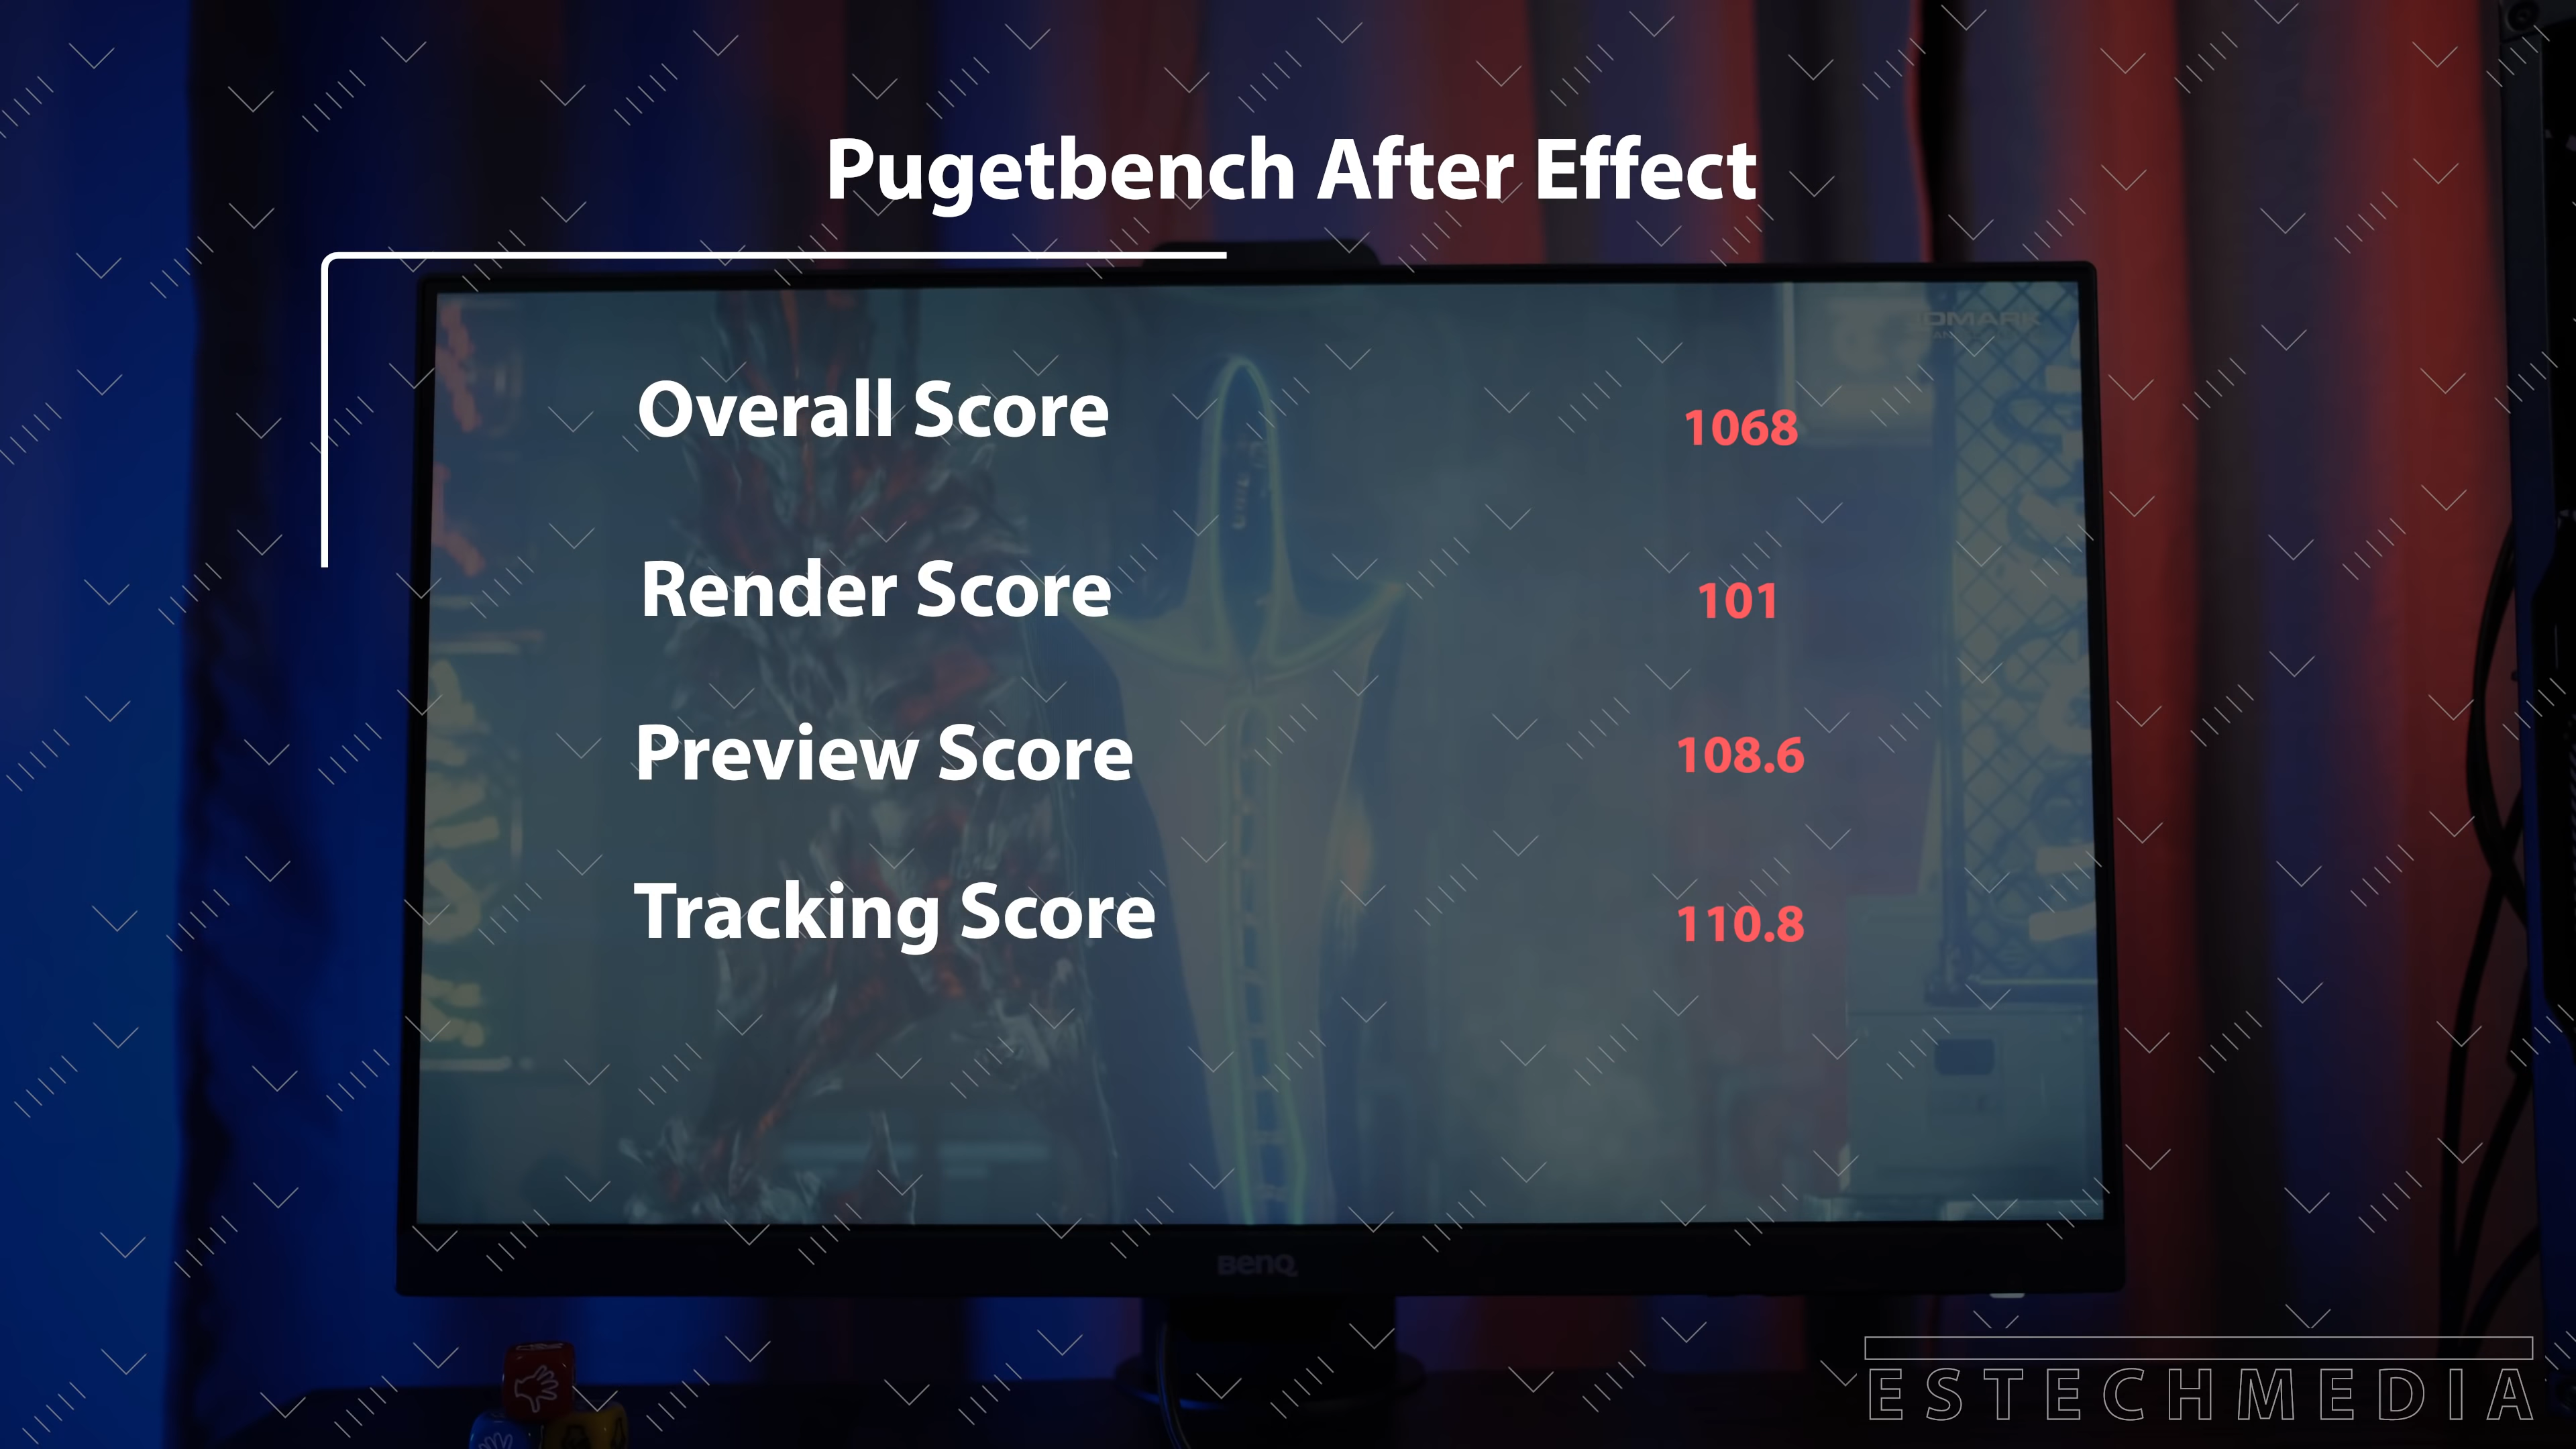 Pugetbench After Effect
Overall Score 1068
Render Score 101
Preview Score 108.6
Tracking Score 110.8
BenQ
ESTECHMEDIA